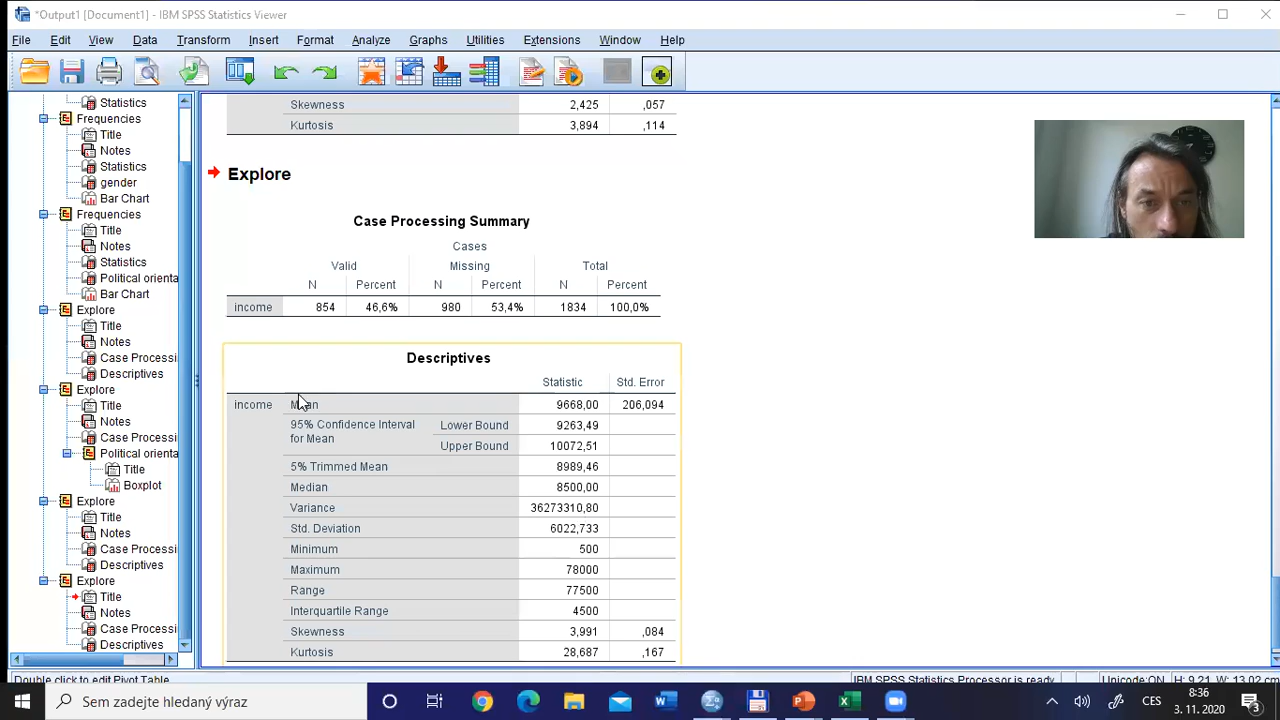 *Output1 [Document1] - IBM SPSS Statistics Viewer
File Edit View Data Transform Insert Format Analyze Graphs Utilities Extensions Window Help
Statistics
Frequencies
Title
Notes
Statistics
gender
Bar Chart
Frequencies
Title
Notes
Statistics
Political orienta
Bar Chart
Explore
Title
Notes
Case Processi
Descriptives
Explore
Title
Notes
Political orienta
Title
Boxplot
Explore
Title
Notes
Case Processi
Descriptives
Explore
Title
Notes
Case Processi
Descriptives
Skewness 2,425 ,057
Kurtosis 3,894 ,114
Explore
Case Processing Summary
Cases
Valid Missing Total
N Percent N Percent N Percent
income 854 46,6% 980 53,4% 1834 100,0%
Descriptives
Statistic Std. Error
income Mean 9668,00 206,094
95% Confidence Interval Lower Bound 9263,49
for Mean Upper Bound 10072,51
5% Trimmed Mean 8989,46
Median 8500,00
Variance 36273310,80
Std. Deviation 6022,733
Minimum 500
Maximum 78000
Range 77500
Interquartile Range 4500
Skewness 3,991 ,084
Kurtosis 28,687 ,167
Double click to edit Pivot Table IBM SPSS Statistics Processor is ready Unicode:ON H: 9.21, W: 13.02 cm
Sem zadejte hledaný výraz
CES 8:36
3. 11. 2020 3